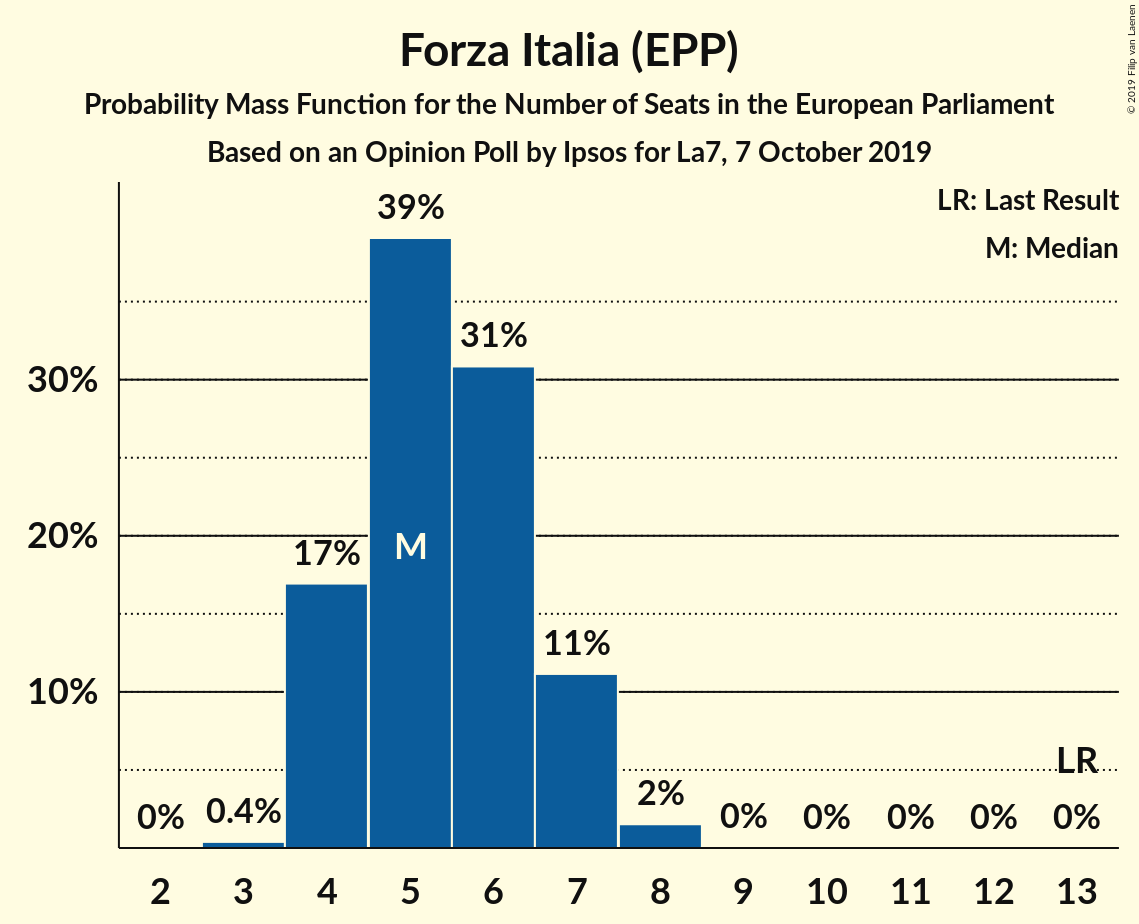 Forza Italia (EPP)
Probability Mass Function for the Number of Seats in the European Parliament
Based on an Opinion Poll by Ipsos for La7, 7 October 2019
© 2019 Filip van Laenen
LR: Last Result
M: Median
39%
31%
30%
20%
17%
M
11%
10%
LR
0%
0.4%
2%
0%
0%
0%
0%
0%
2 3 4 5 6 7 8 9 10 11 12 13